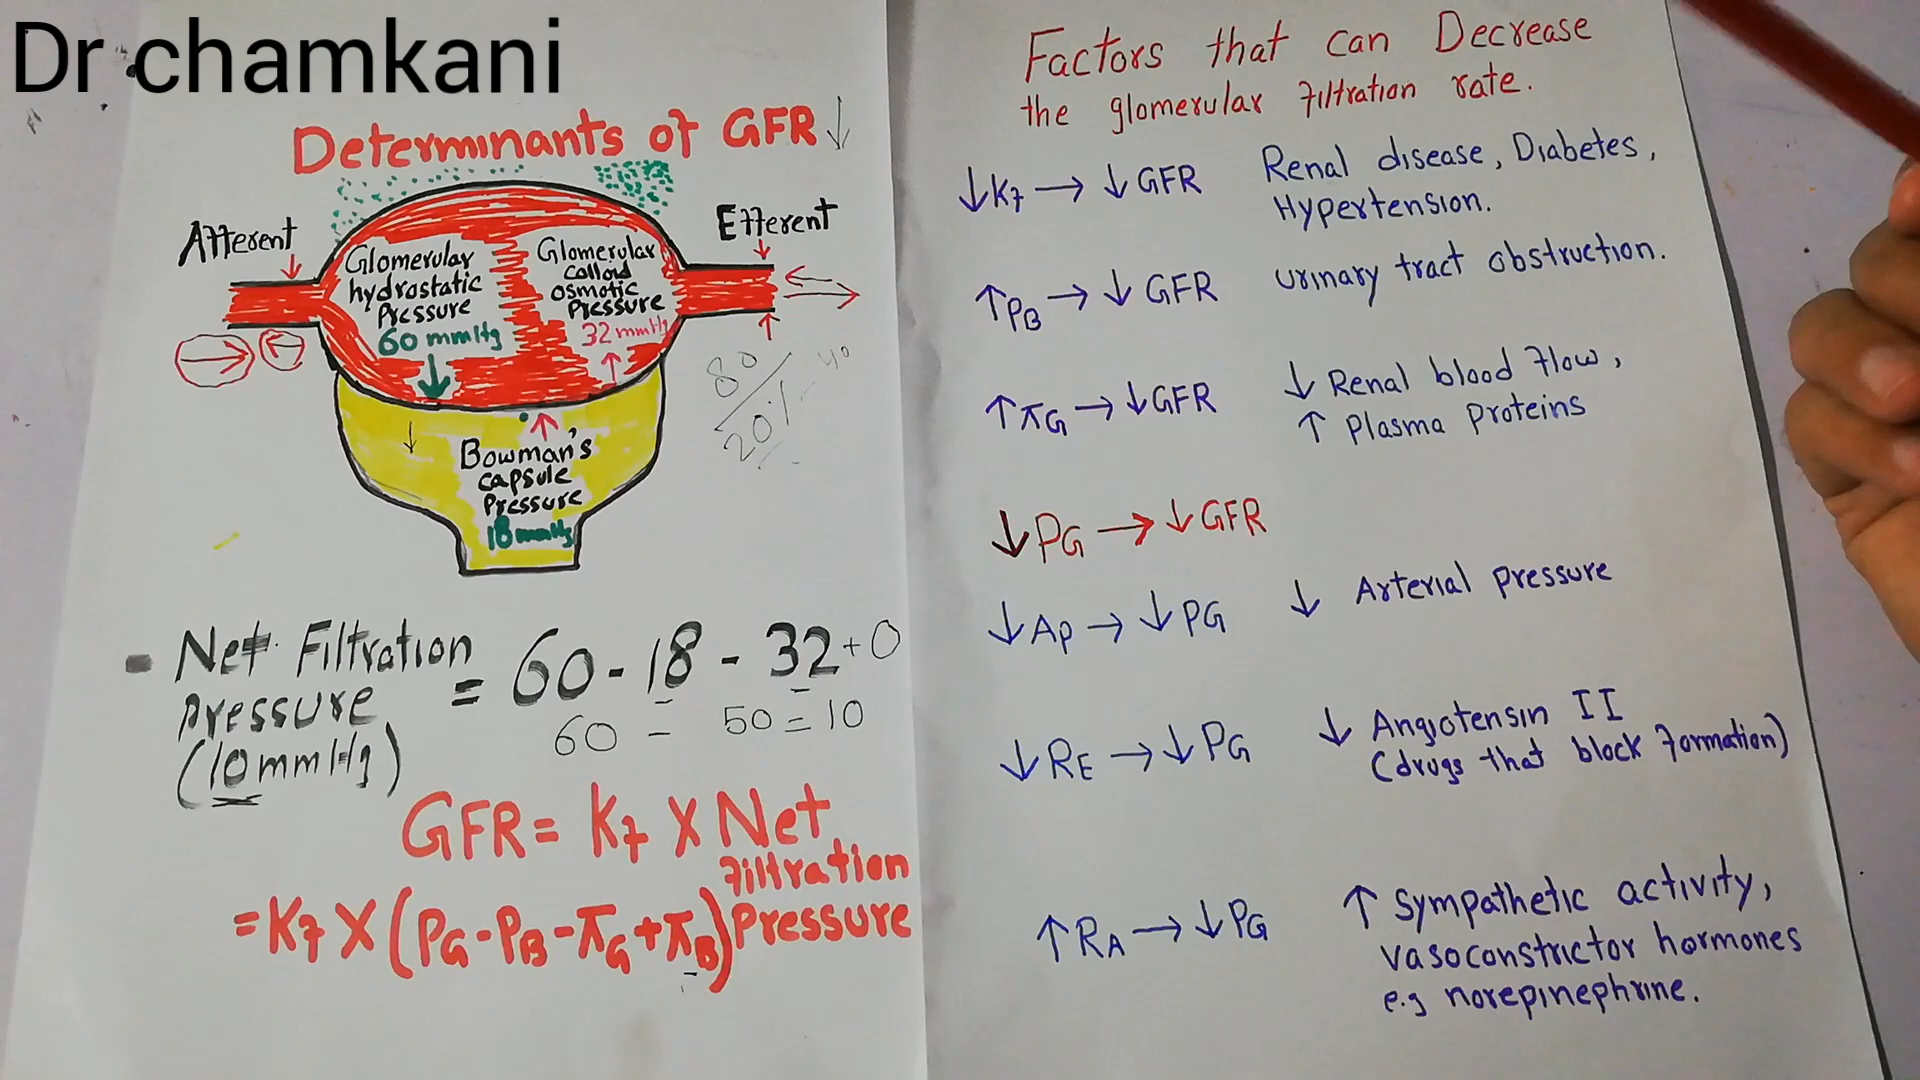 Dr chamkani
Determinants of GFR ↓
Afferent
Efferent
Glomerular
hydrostatic
Pressure
60 mmHg
Glomerular
colloid
osmotic
Pressure
32 mmHg
80
20%
40
Bowman's
capsule
Pressure
18 mmHg
- Net Filtration
Pressure
(10mmHg)
= 60 - 18 - 32 + 0
60 - 50 = 10
GFR = Kf X Net
filtration
Pressure
= Kf X (PG - PB - πG + πB)
Factors that can Decrease
the glomerular filtration rate.
↓Kf → ↓ GFR Renal disease, Diabetes,
Hypertension.
↑PB → ↓ GFR urinary tract obstruction.
↑πG → ↓GFR ↓ Renal blood flow,
↑ Plasma proteins
↓PG → ↓GFR
↓Ap → ↓PG ↓ Arterial pressure
↓RE → ↓PG ↓ Angiotensin II
(drugs that block formation)
↑RA → ↓PG ↑ Sympathetic activity,
vasoconstrictor hormones
e.g norepinephrine.